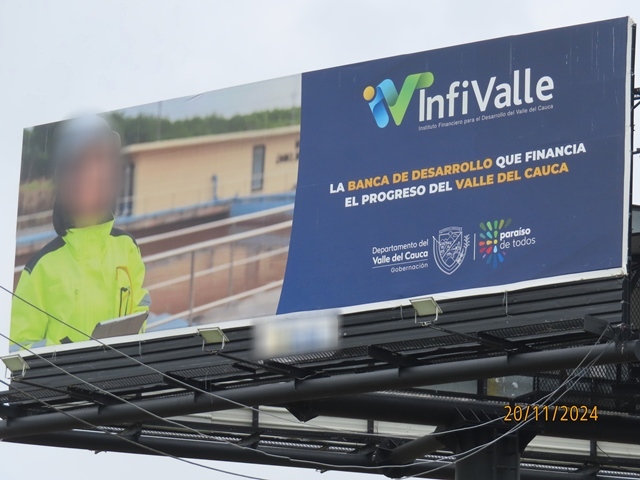 InfiValle
Instituto Financiero para el Desarrollo del Valle del Cauca
LA BANCA DE DESARROLLO QUE FINANCIA
EL PROGRESO DEL VALLE DEL CAUCA
Departamento del
Valle del Cauca
Gobernación
paraíso
de todos
20/11/2024